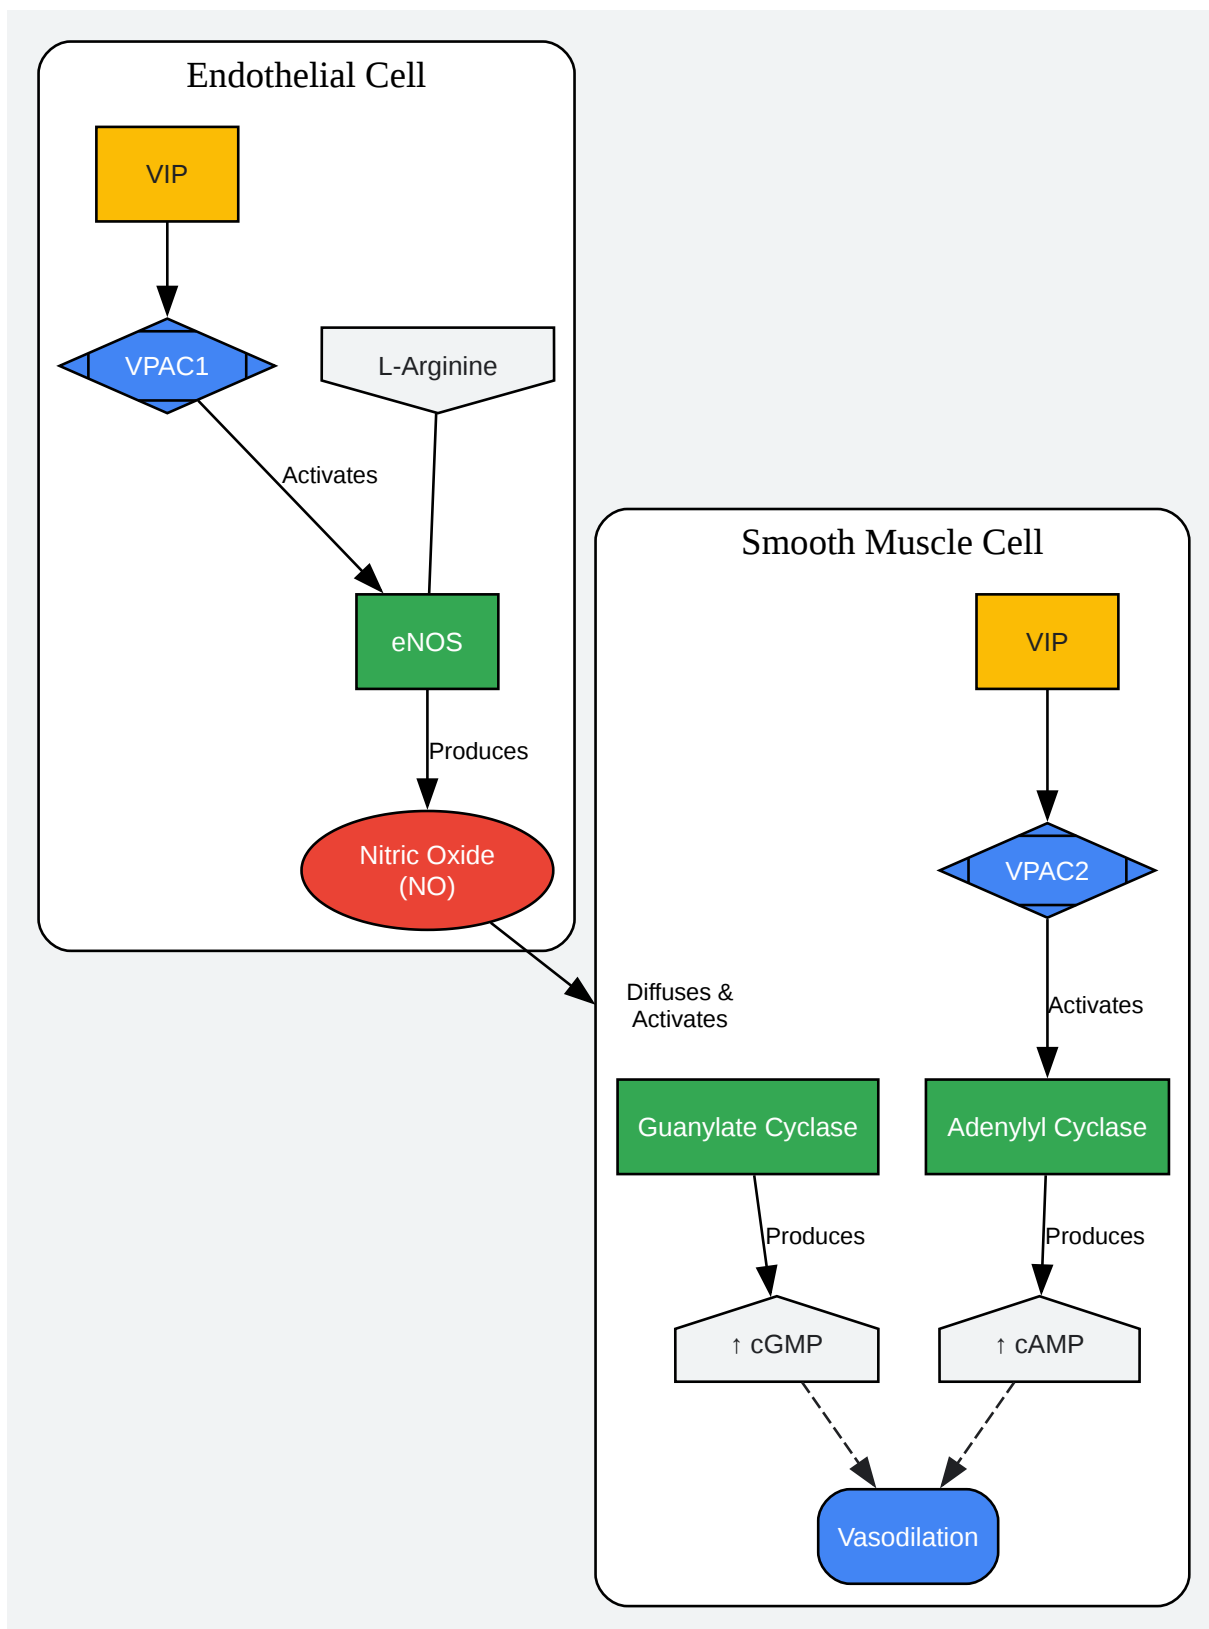 Endothelial Cell
VIP
VPAC1
L-Arginine
Activates
eNOS
Produces
Nitric Oxide
(NO)
Smooth Muscle Cell
VIP
VPAC2
Diffuses &
Activates
Activates
Guanylate Cyclase
Adenylyl Cyclase
Produces
Produces
↑ cGMP
↑ cAMP
Vasodilation